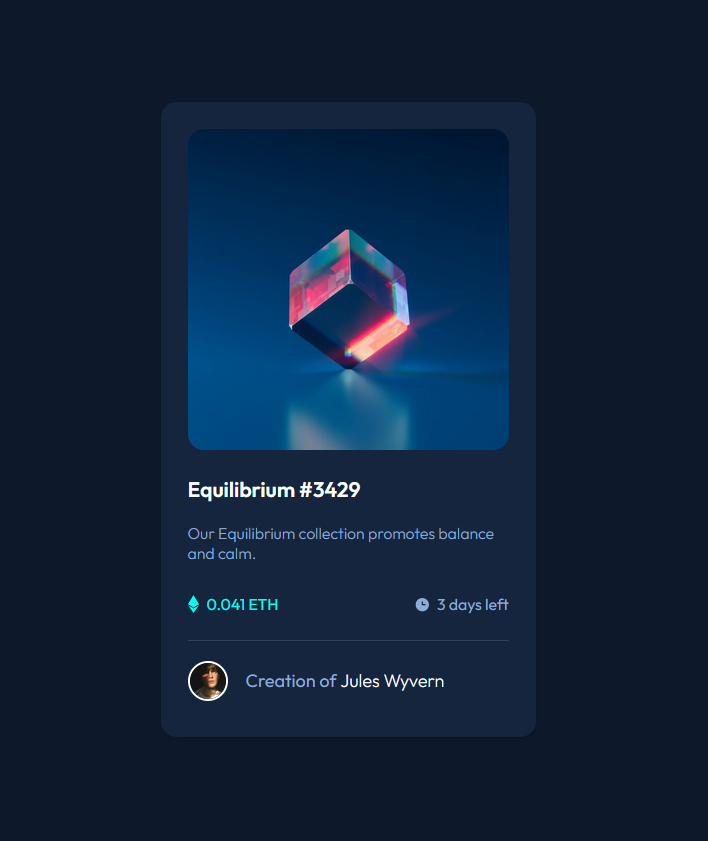 Equilibrium #3429
Our Equilibrium collection promotes balance
and calm.
0.041 ETH
3 days left
Creation of Jules Wyvern